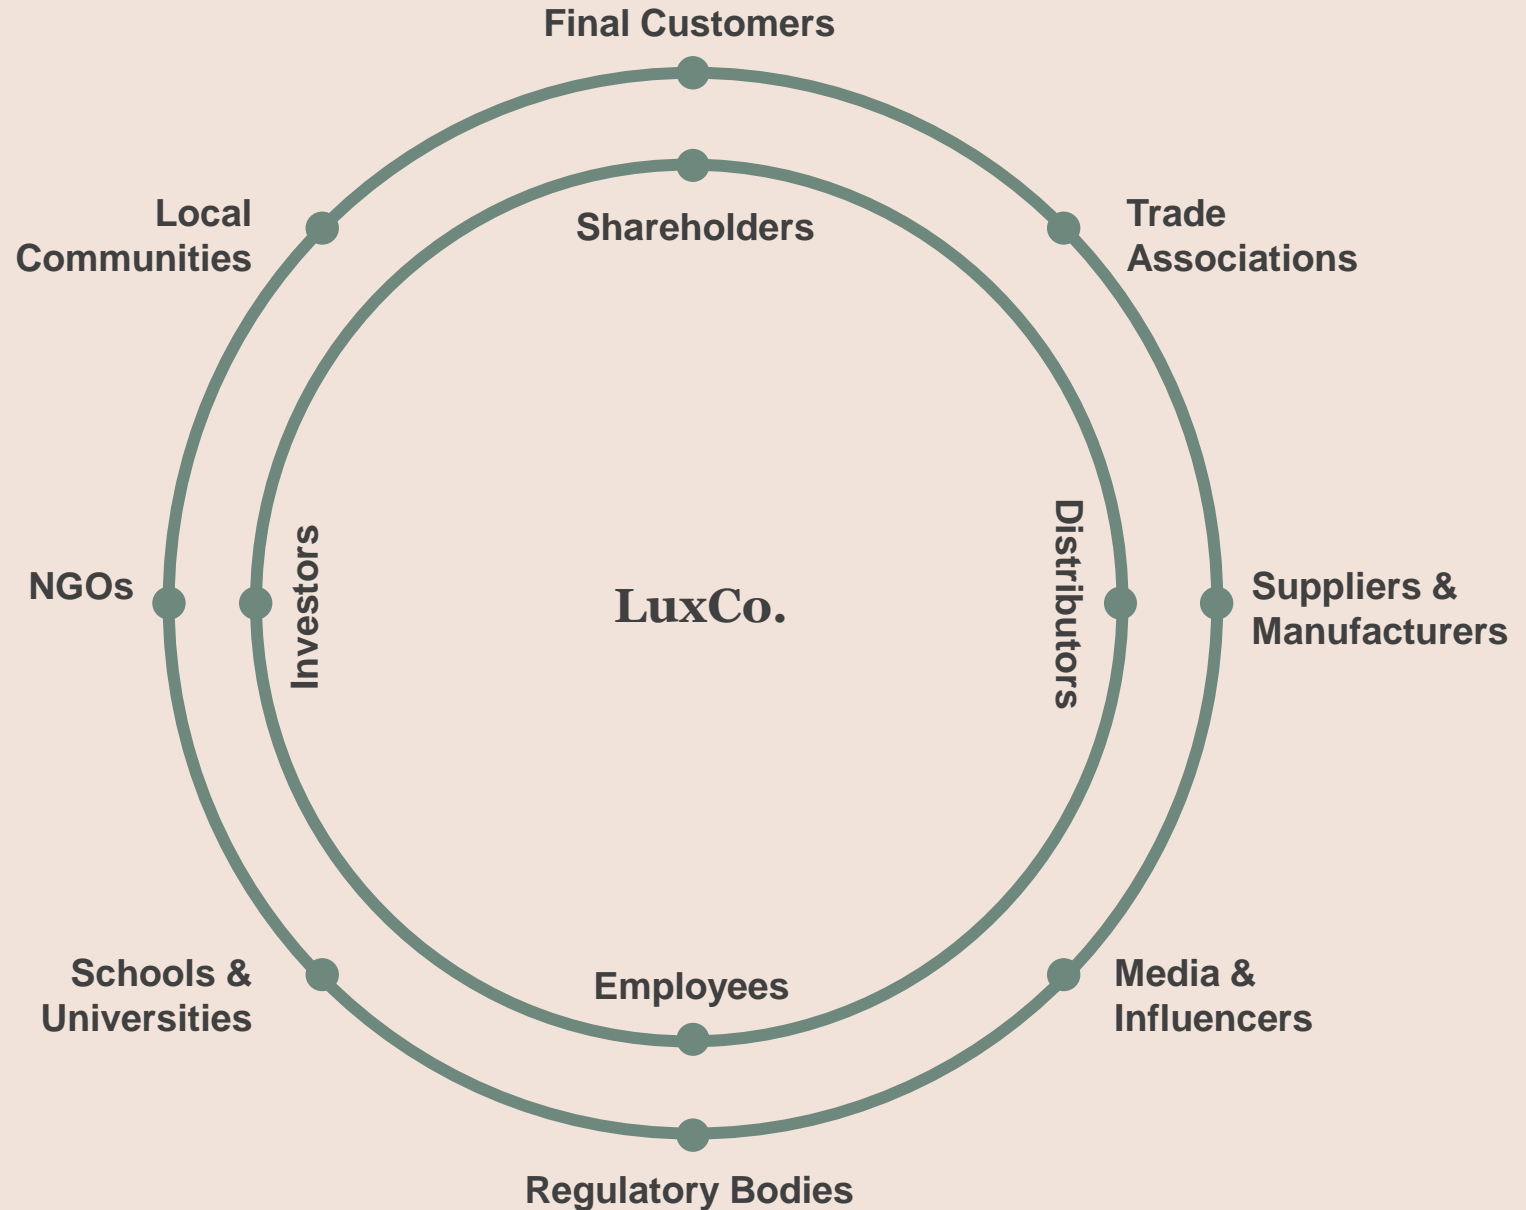 Final Customers
Local
Communities
Shareholders
Trade
Associations
NGOs
Investors
LuxCo.
Distributors
Suppliers &
Manufacturers
Schools &
Universities
Employees
Media &
Influencers
Regulatory Bodies